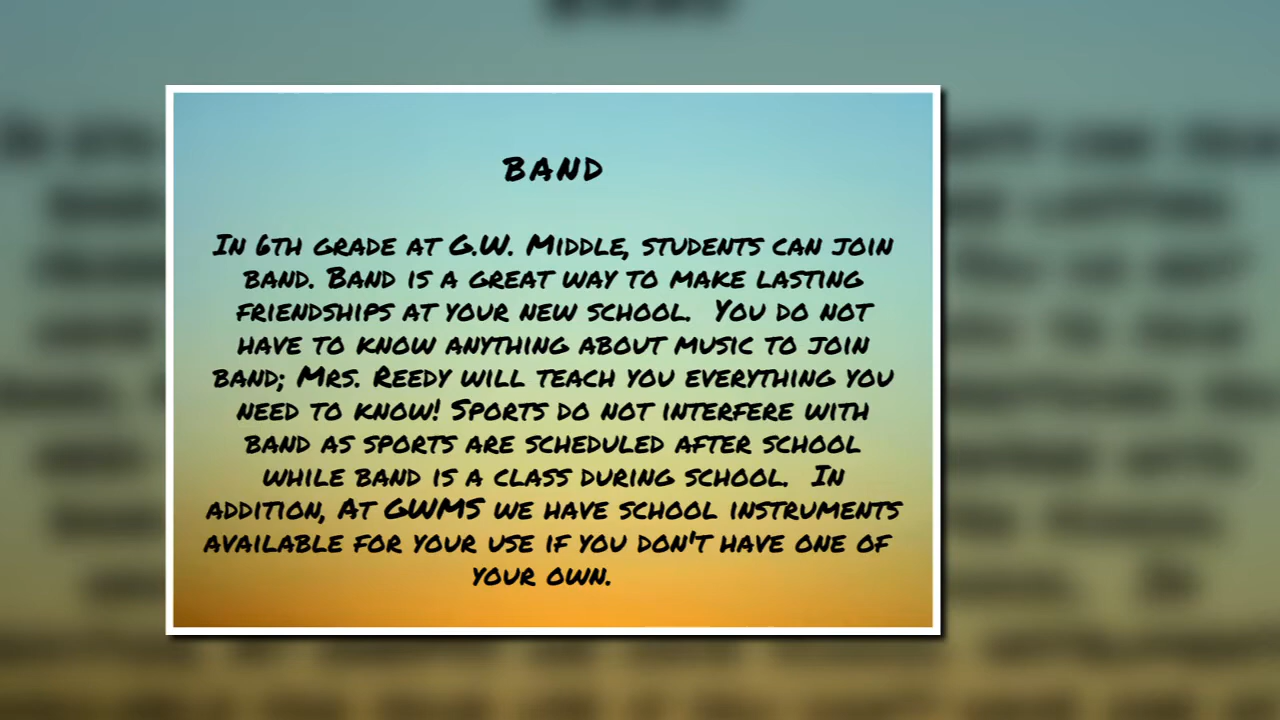 BAND
IN 6TH GRADE AT G.W. MIDDLE, STUDENTS CAN JOIN
BAND. BAND IS A GREAT WAY TO MAKE LASTING
FRIENDSHIPS AT YOUR NEW SCHOOL. YOU DO NOT
HAVE TO KNOW ANYTHING ABOUT MUSIC TO JOIN
BAND; MRS. REEDY WILL TEACH YOU EVERYTHING YOU
NEED TO KNOW! SPORTS DO NOT INTERFERE WITH
BAND AS SPORTS ARE SCHEDULED AFTER SCHOOL
WHILE BAND IS A CLASS DURING SCHOOL. IN
ADDITION, AT GWMS WE HAVE SCHOOL INSTRUMENTS
AVAILABLE FOR YOUR USE IF YOU DON'T HAVE ONE OF
YOUR OWN.